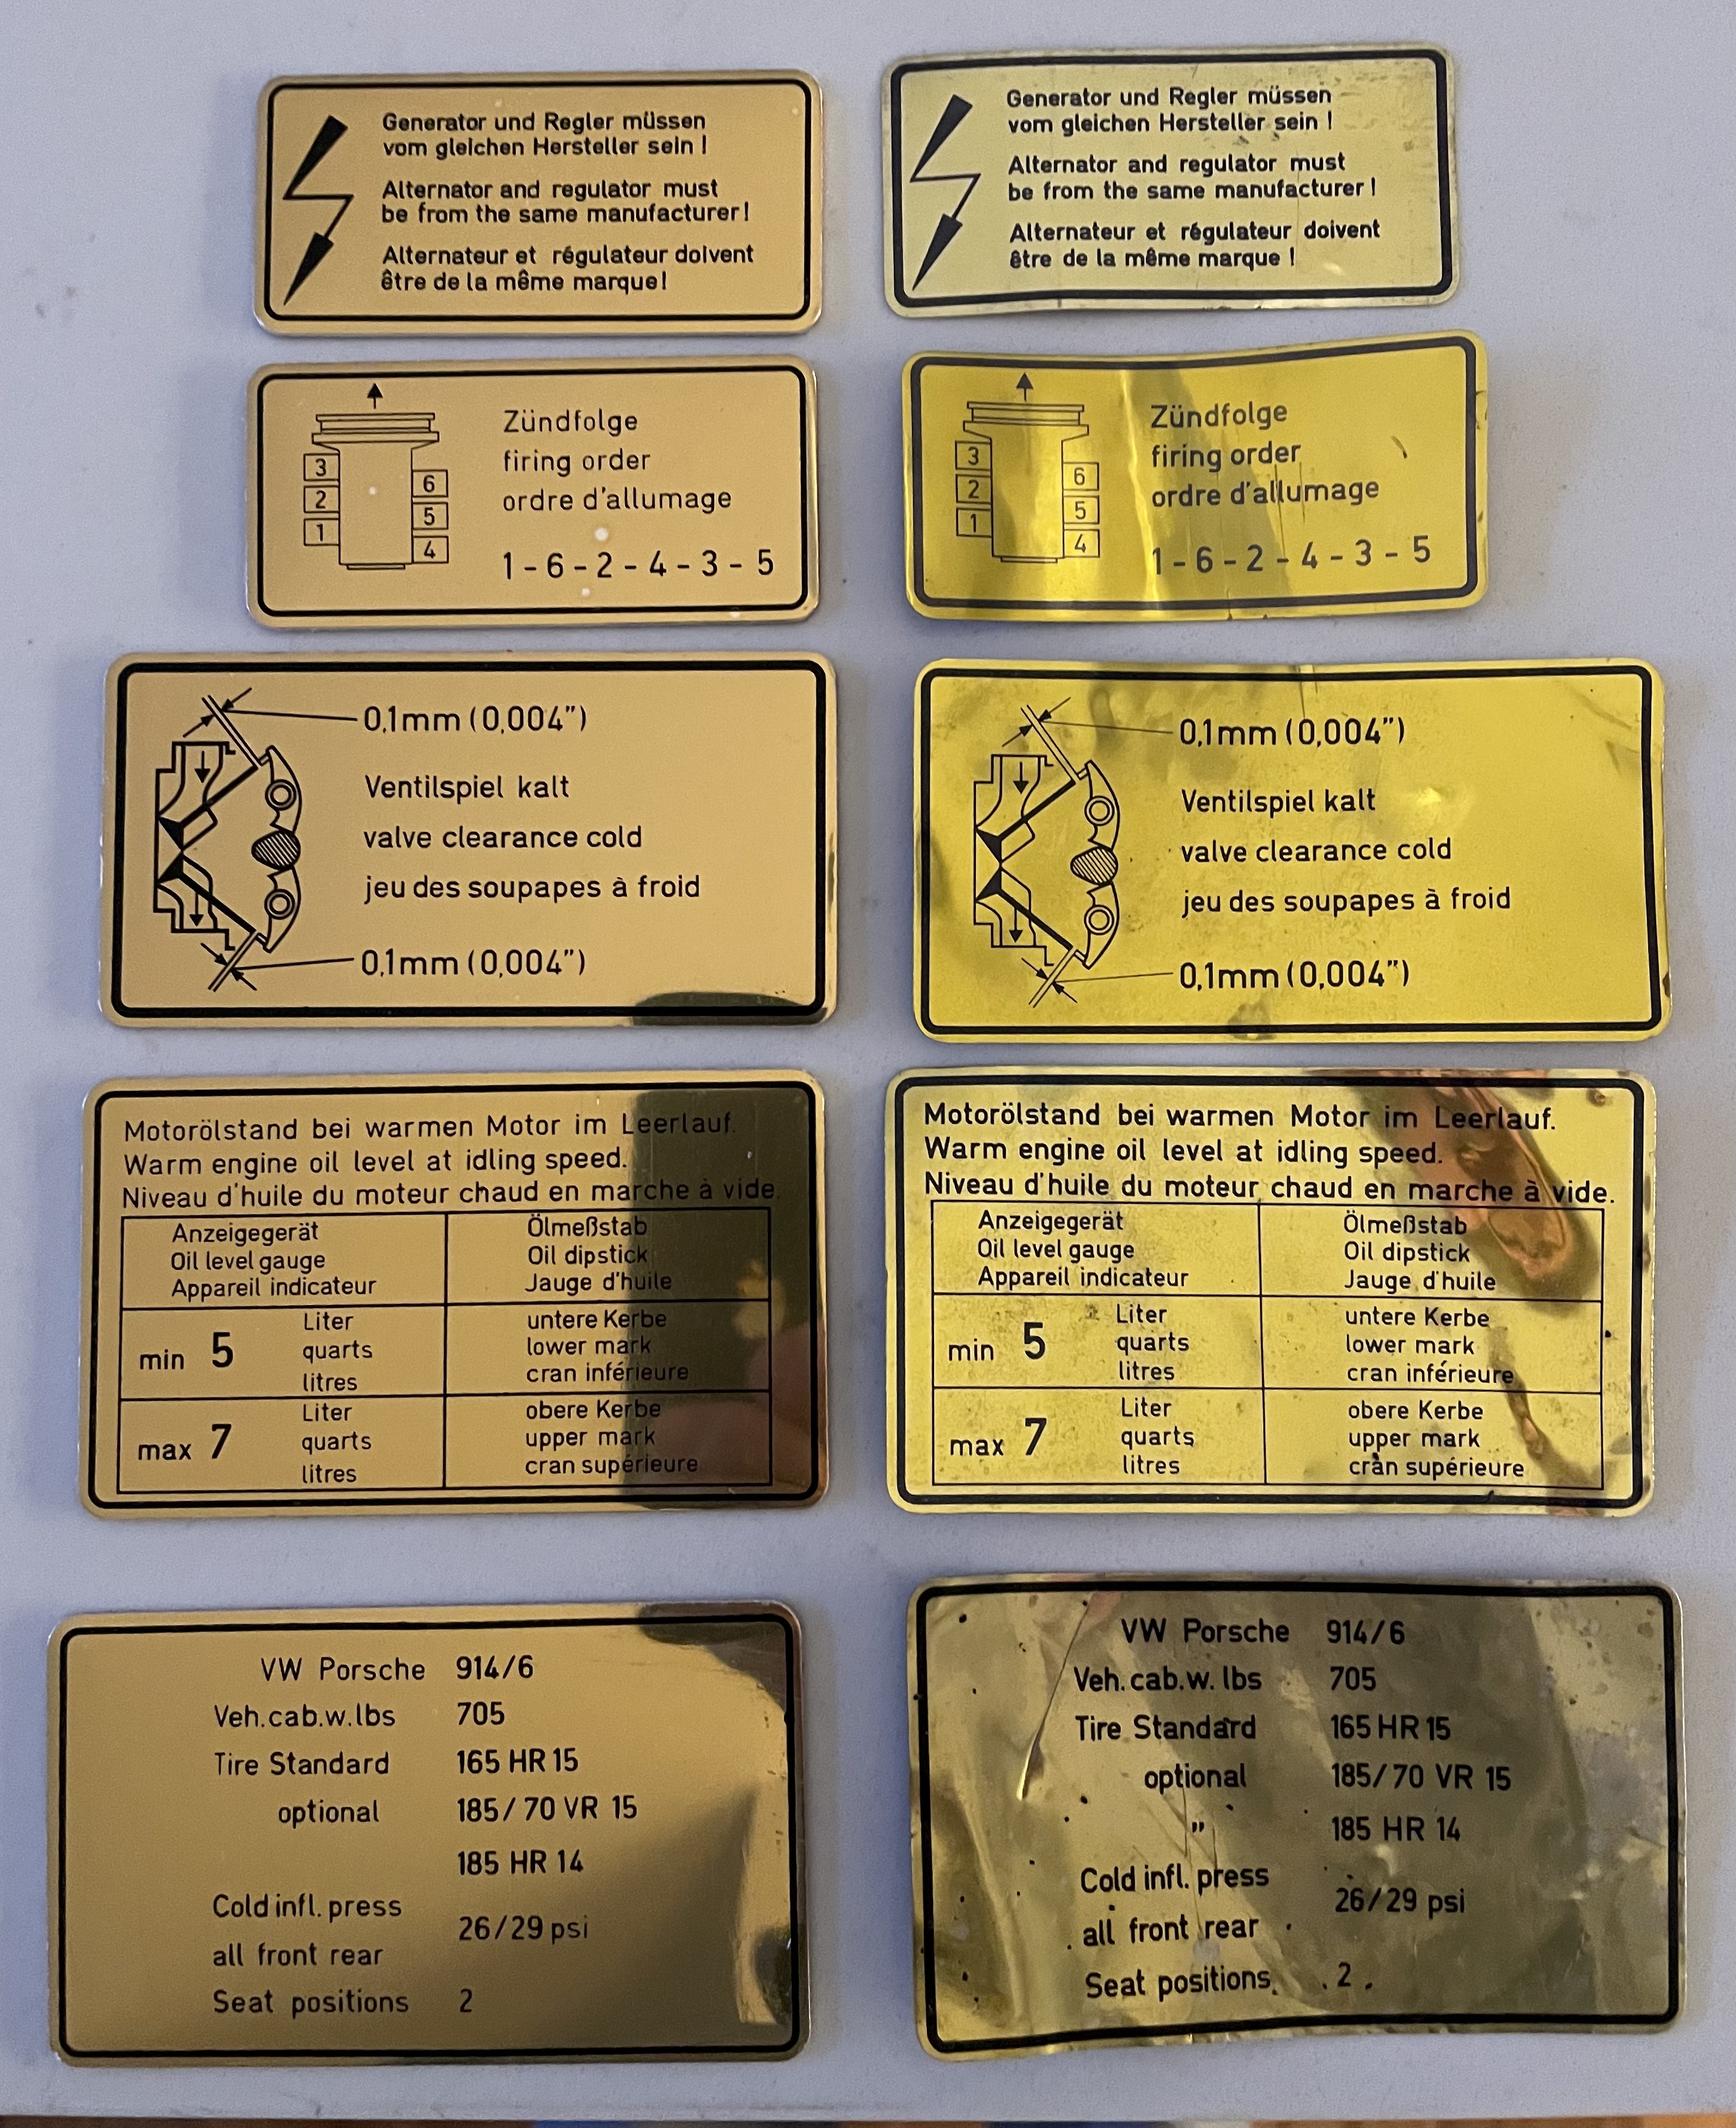 Generator und Regler müssen
vom gleichen Hersteller sein !
Alternator and regulator must
be from the same manufacturer!
Alternateur et régulateur doivent
être de la même marque!
Generator und Regler müssen
vom gleichen Hersteller sein !
Alternator and regulator must
be from the same manufacturer!
Alternateur et régulateur doivent
être de la même marque !
3
2
1
6
5
4
Zündfolge
firing order
ordre d'allumage
1 - 6 - 2 - 4 - 3 - 5
3
2
1
6
5
4
Zündfolge
firing order
ordre d'allumage
1 - 6 - 2 - 4 - 3 - 5
0,1mm (0,004")
Ventilspiel kalt
valve clearance cold
jeu des soupapes à froid
0,1mm (0,004")
0,1mm (0,004")
Ventilspiel kalt
valve clearance cold
jeu des soupapes à froid
0,1mm (0,004")
Motorölstand bei warmen Motor im Leerlauf.
Warm engine oil level at idling speed.
Niveau d'huile du moteur chaud en marche à vide.
Anzeigegerät
Oil level gauge
Appareil indicateur
Ölmeßstab
Oil dipstick
Jauge d'huile
min 5
Liter
quarts
litres
untere Kerbe
lower mark
cran inférieure
max 7
Liter
quarts
litres
obere Kerbe
upper mark
cran supérieure
Motorölstand bei warmen Motor im Leerlauf.
Warm engine oil level at idling speed.
Niveau d'huile du moteur chaud en marche à vide.
Anzeigegerät
Oil level gauge
Appareil indicateur
Ölmeßstab
Oil dipstick
Jauge d'huile
min 5
Liter
quarts
litres
untere Kerbe
lower mark
cran inférieure
max 7
Liter
quarts
litres
obere Kerbe
upper mark
cran supérieure
VW Porsche 914/6
Veh.cab.w.lbs 705
Tire Standard 165 HR 15
optional 185/70 VR 15
185 HR 14
Cold infl. press
26/29 psi
all front rear
Seat positions 2
VW Porsche 914/6
Veh.cab.w. lbs 705
Tire Standard 165 HR 15
optional 185/70 VR 15
" 185 HR 14
Cold infl. press
26/29 psi
all front rear
Seat positions 2